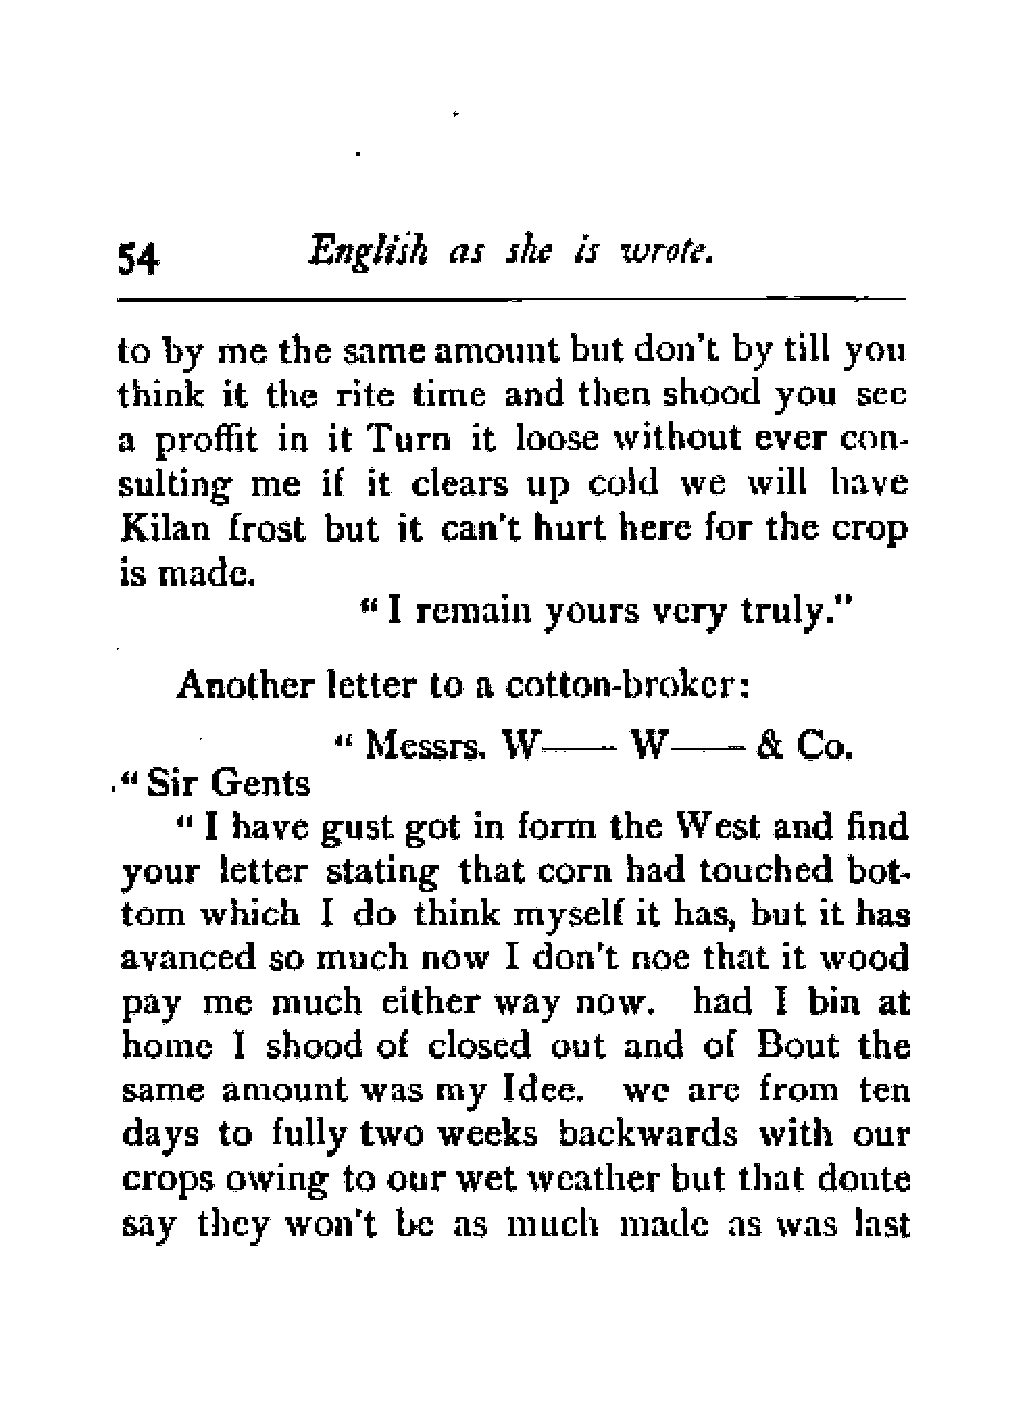 54 English as she is wrote.
to by me the same amount but don't by till you
think it the rite time and then shood you see
a proffit in it Turn it loose without ever con-
sulting me if it clears up cold we will have
Kilan frost but it can't hurt here for the crop
is made.
" I remain yours very truly."
Another letter to a cotton-broker:
" Messrs. W—— W—— & Co.
" Sir Gents
" I have gust got in form the West and find
your letter stating that corn had touched bot-
tom which I do think myself it has, but it has
avanced so much now I don't noe that it wood
pay me much either way now. had I bin at
home I shood of closed out and of Bout the
same amount was my Idee. we are from ten
days to fully two weeks backwards with our
crops owing to our wet weather but that donte
say they won't be as much made as was last